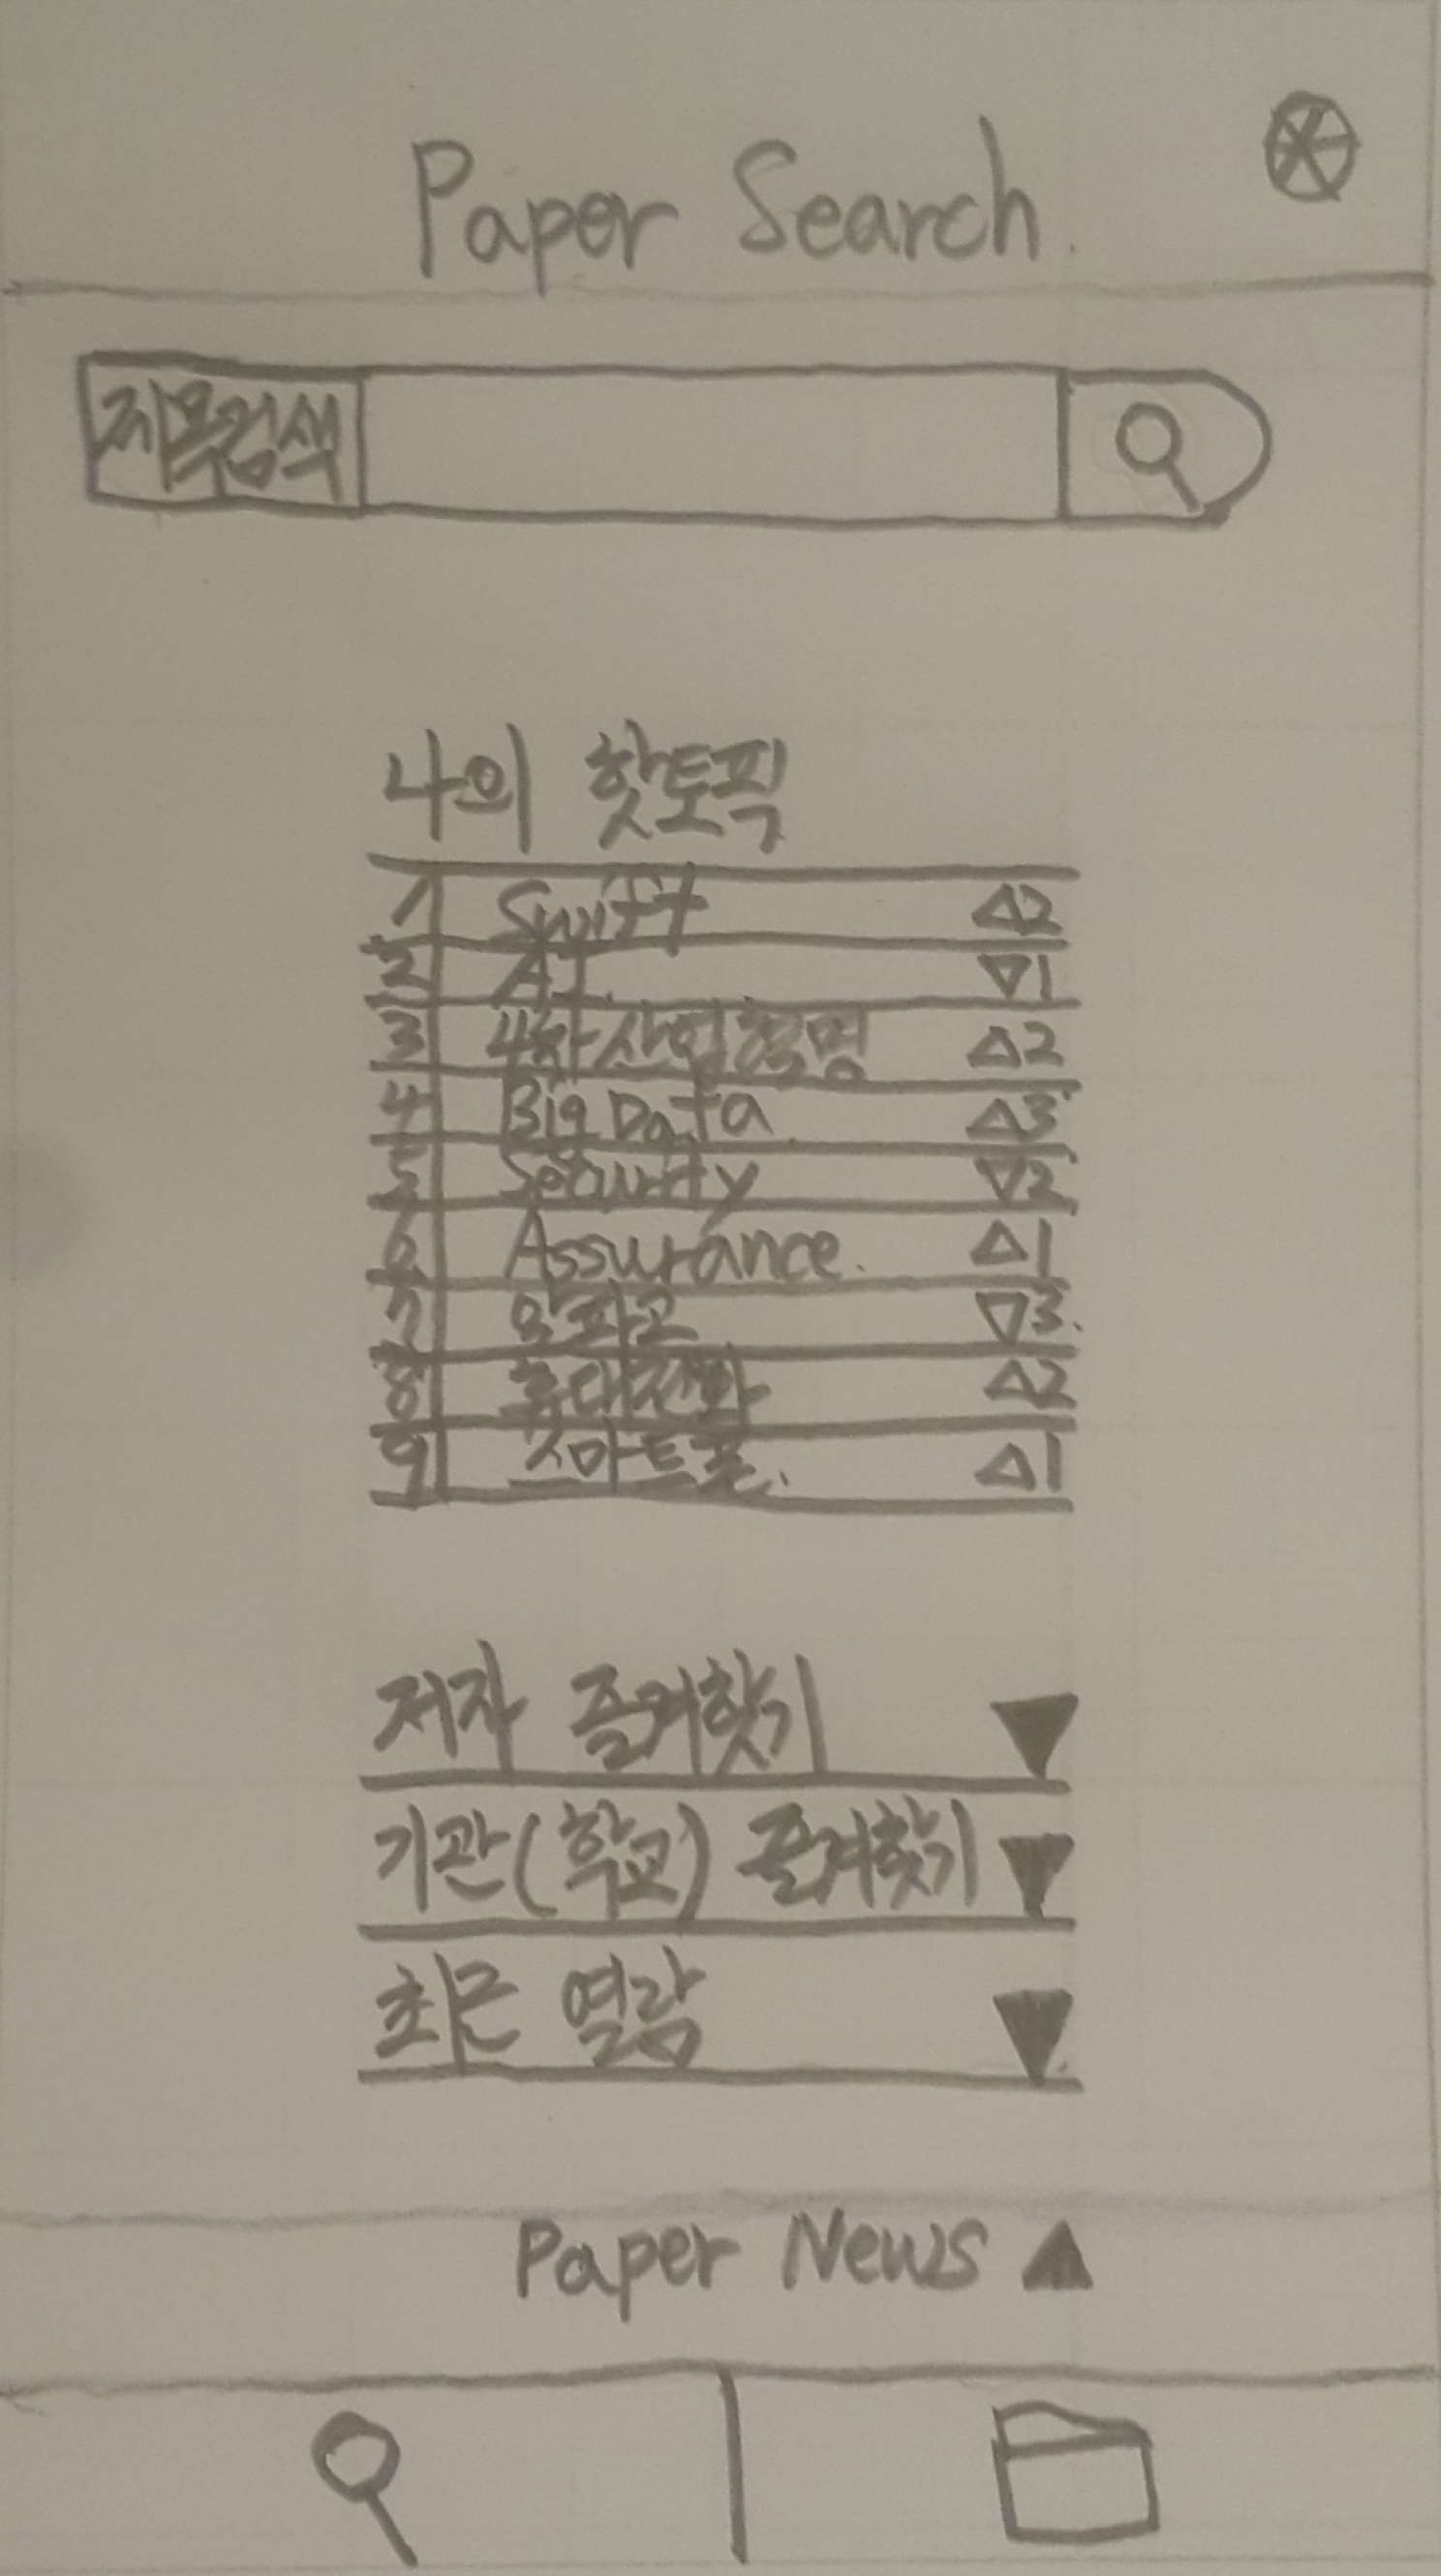 Paper Search
제목검색
나의 핫토픽
1 Swift △2
2 AI ▽1
3 4차산업혁명 △2
4 Big Data △3
5 Security ▽2
6 Assurance. △1
7 알파고 ▽3
8 휴대전화 △2
9 스마트폰. △1
저자 즐겨찾기 ▼
기관(학교) 즐겨찾기 ▼
최근 열람 ▼
Paper News ▲